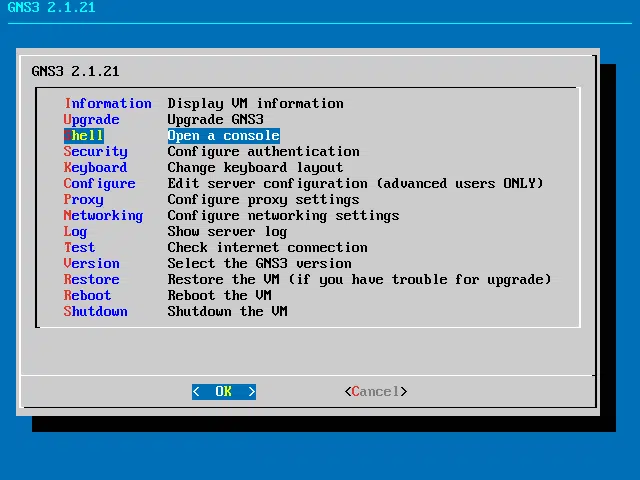 GNS3 2.1.21
GNS3 2.1.21
Information Display VM information
Upgrade Upgrade GNS3
Shell Open a console
Security Configure authentication
Keyboard Change keyboard layout
Configure Edit server configuration (advanced users ONLY)
Proxy Configure proxy settings
Networking Configure networking settings
Log Show server log
Test Check internet connection
Version Select the GNS3 version
Restore Restore the VM (if you have trouble for upgrade)
Reboot Reboot the VM
Shutdown Shutdown the VM
< OK > <Cancel>